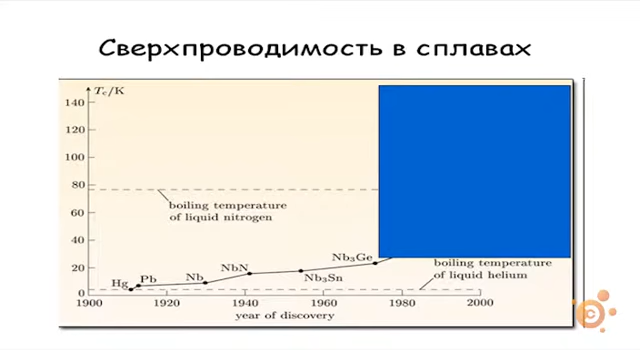 Сверхпроводимость в сплавах
T_c/K
140
120
100
80
60
40
20
0
boiling temperature
of liquid nitrogen
Hg
Pb
Nb
NbN
Nb₃Sn
Nb₃Ge
boiling temperature
of liquid helium
1900
1920
1940
1960
1980
2000
year of discovery